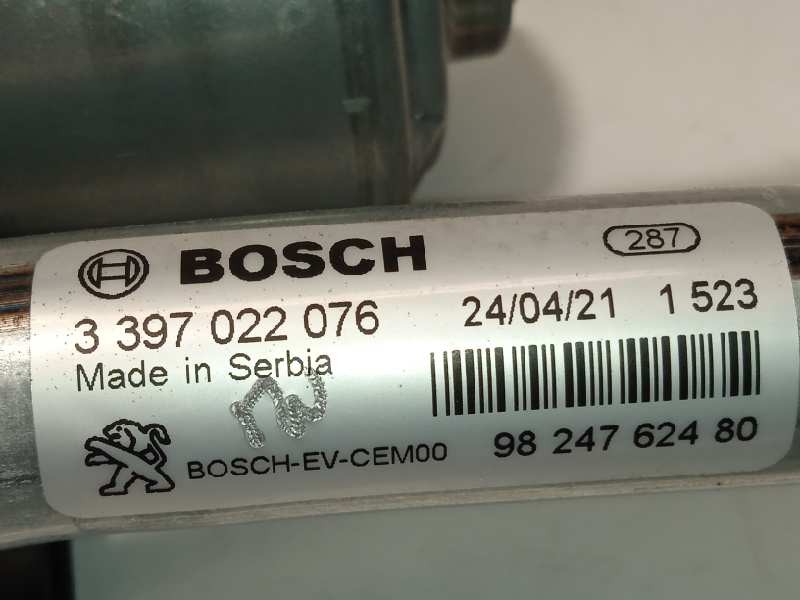 BOSCH
287
3 397 022 076
24/04/21 1 523
Made in Serbia
BOSCH-EV-CEM00
98 247 624 80